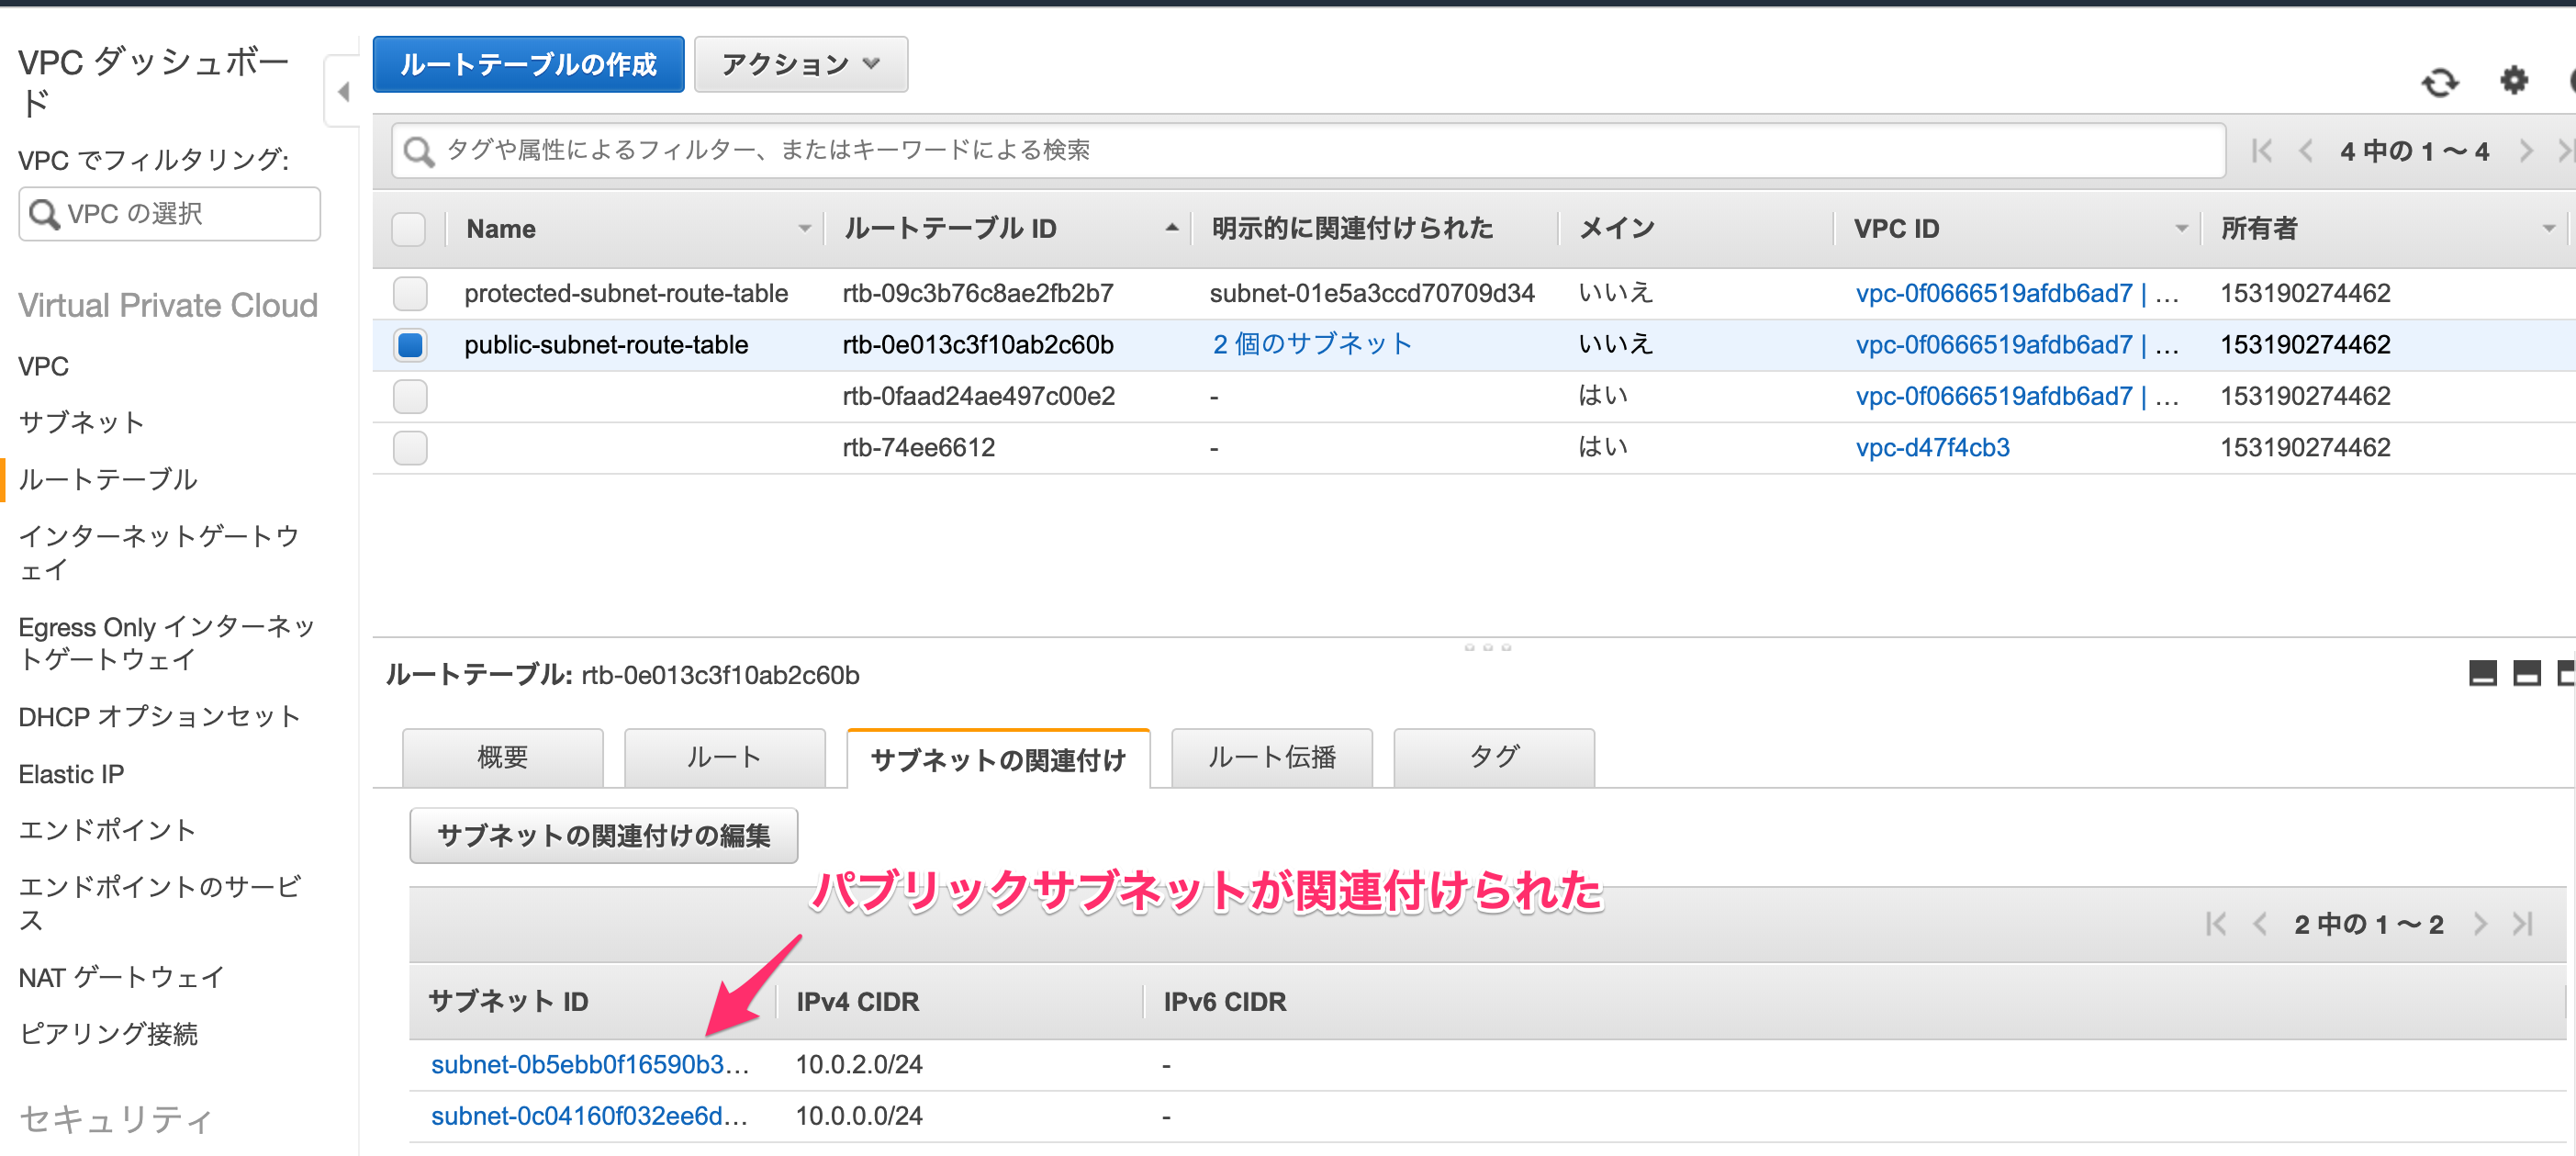 VPC ダッシュボー
ド
VPC でフィルタリング:
VPC の選択
Virtual Private Cloud
VPC
サブネット
ルートテーブル
インターネットゲートウ
ェイ
Egress Only インターネッ
トゲートウェイ
DHCP オプションセット
Elastic IP
エンドポイント
エンドポイントのサービ
ス
NAT ゲートウェイ
ピアリング接続
セキュリティ
ルートテーブルの作成 アクション
タグや属性によるフィルター、またはキーワードによる検索 4 中の 1 〜 4
Name ルートテーブル ID 明示的に関連付けられた メイン VPC ID 所有者
protected-subnet-route-table rtb-09c3b76c8ae2fb2b7 subnet-01e5a3ccd70709d34 いいえ vpc-0f0666519afdb6ad7 | … 153190274462
public-subnet-route-table rtb-0e013c3f10ab2c60b 2 個のサブネット いいえ vpc-0f0666519afdb6ad7 | … 153190274462
rtb-0faad24ae497c00e2 - はい vpc-0f0666519afdb6ad7 | … 153190274462
rtb-74ee6612 - はい vpc-d47f4cb3 153190274462
ルートテーブル: rtb-0e013c3f10ab2c60b
概要 ルート サブネットの関連付け ルート伝播 タグ
サブネットの関連付けの編集
パブリックサブネットが関連付けられた
2 中の 1 〜 2
サブネット ID IPv4 CIDR IPv6 CIDR
subnet-0b5ebb0f16590b3… 10.0.2.0/24 -
subnet-0c04160f032ee6d… 10.0.0.0/24 -